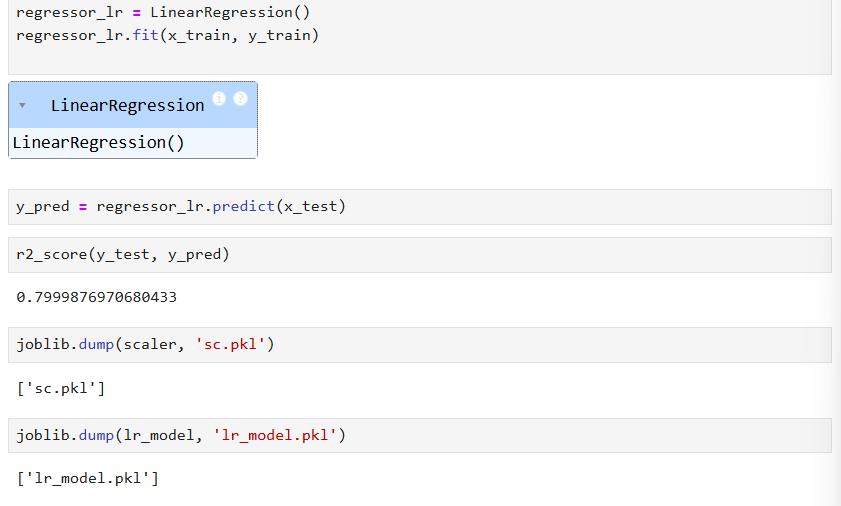 regressor_lr = LinearRegression()
regressor_lr.fit(x_train, y_train)
LinearRegression i ?
LinearRegression()
y_pred = regressor_lr.predict(x_test)
r2_score(y_test, y_pred)
0.7999876970680433
joblib.dump(scaler, 'sc.pkl')
['sc.pkl']
joblib.dump(lr_model, 'lr_model.pkl')
['lr_model.pkl']